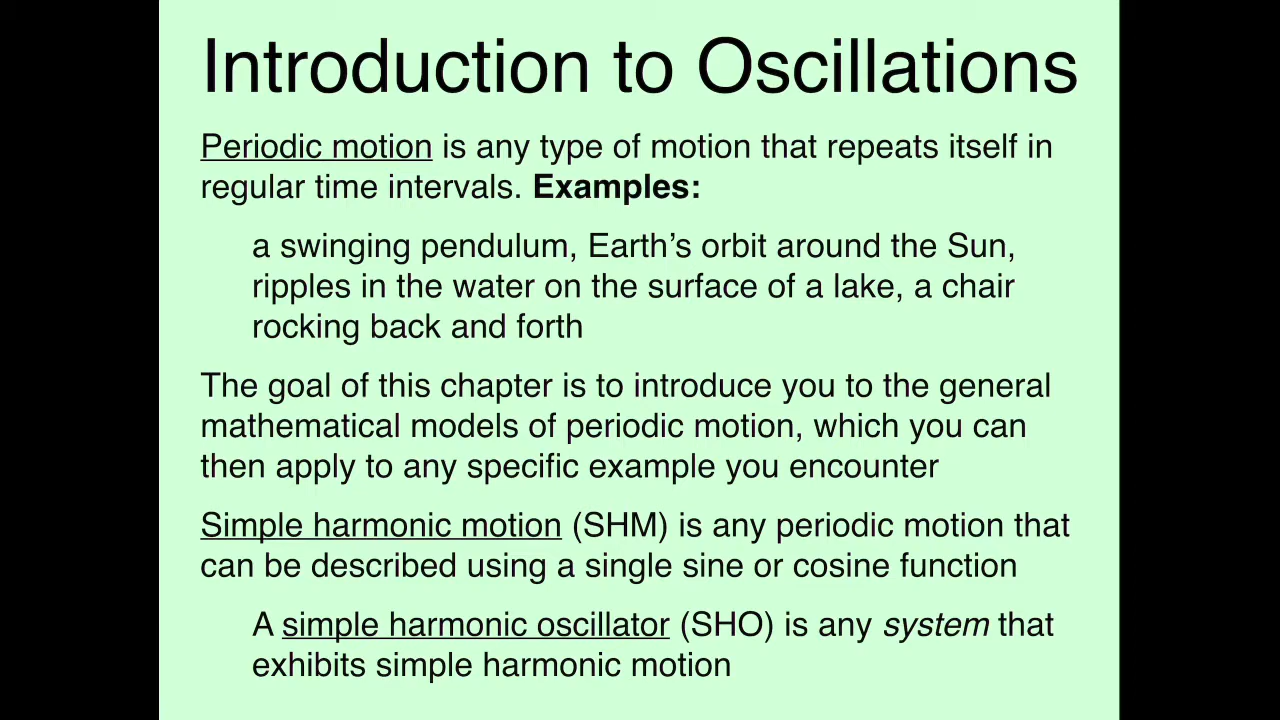 Introduction to Oscillations
Periodic motion is any type of motion that repeats itself in
regular time intervals. Examples:
a swinging pendulum, Earth’s orbit around the Sun,
ripples in the water on the surface of a lake, a chair
rocking back and forth
The goal of this chapter is to introduce you to the general
mathematical models of periodic motion, which you can
then apply to any specific example you encounter
Simple harmonic motion (SHM) is any periodic motion that
can be described using a single sine or cosine function
A simple harmonic oscillator (SHO) is any system that
exhibits simple harmonic motion